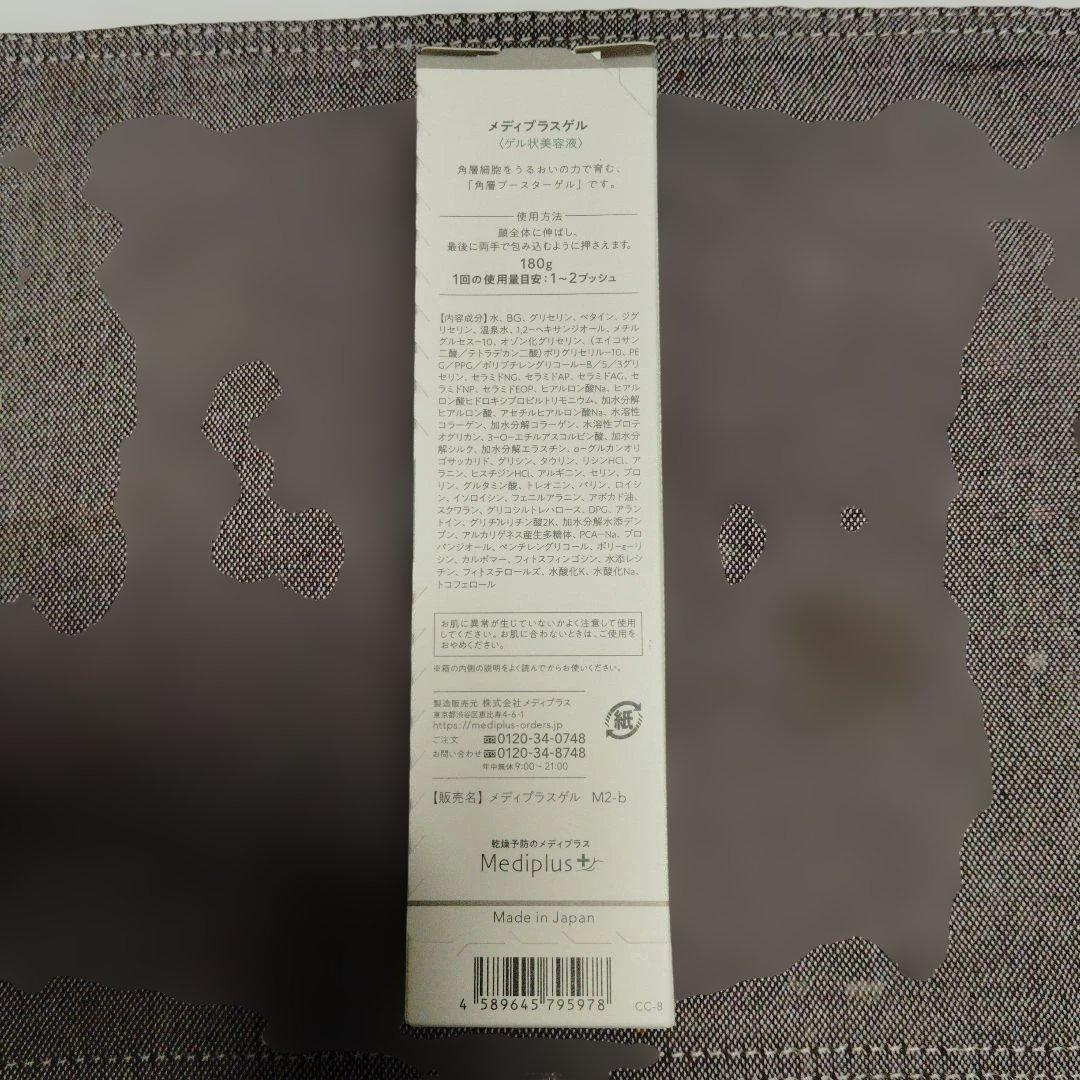 メディプラスゲル
〈ゲル状美容液〉
角層細胞をうるおいの力で育む、
「角層ブースターゲル」です。
使用方法
顔全体に伸ばし、
最後に両手で包み込むように押さえます。
180g
1回の使用量目安：1〜2プッシュ
【内容成分】水、BG、グリセリン、ベタイン、ジグ
リセリン、温泉水、1,2-ヘキサンジオール、メチル
グルセス-10、オゾン化グリセリン、(エイコサン
二酸/テトラデカン二酸)ポリグリセリル-10、PE
G/PPG/ポリブチレングリコール-8/5/3グリ
セリン、セラミドNG、セラミドAP、セラミドAG、セ
ラミドNP、セラミドEOP、ヒアルロン酸Na、ヒアル
ロン酸ヒドロキシプロピルトリモニウム、加水分解
ヒアルロン酸、アセチルヒアルロン酸Na、水溶性
コラーゲン、加水分解コラーゲン、水溶性プロテ
オグリカン、3-O-エチルアスコルビン酸、加水分
解シルク、加水分解エラスチン、α-グルカンオリ
ゴサッカリド、グリシン、タウリン、リシンHCl、ア
ラニン、ヒスチジンHCl、アルギニン、セリン、プロ
リン、グルタミン酸、トレオニン、バリン、ロイシ
ン、イソロイシン、フェニルアラニン、アボカド油、
スクワラン、グリコシルトレハロース、DPG、アラン
トイン、グリチルリチン酸2K、加水分解水添デン
プン、アルカリゲネス産生多糖体、PCA-Na、プロ
パンジオール、ペンチレングリコール、ポリ-ε-リ
シン、カルボマー、フィトスフィンゴシン、水添レシ
チン、フィトステロールズ、水酸化K、水酸化Na、
トコフェロール
お肌に異常が生じていないかよく注意して使用
してください。お肌に合わないときは、ご使用を
おやめください。
※箱の内側の説明をよく読んでからお使いください。
製造販売元 株式会社メディプラス
東京都渋谷区恵比寿4-6-1
https://mediplus-orders.jp
ご注文 0120-34-0748
お問い合わせ 0120-34-8748
年中無休9:00〜21:00
紙
【販売名】メディプラスゲル M2-b
乾燥予防のメディプラス
Mediplus+
Made in Japan
4 589645 795978
CC-8